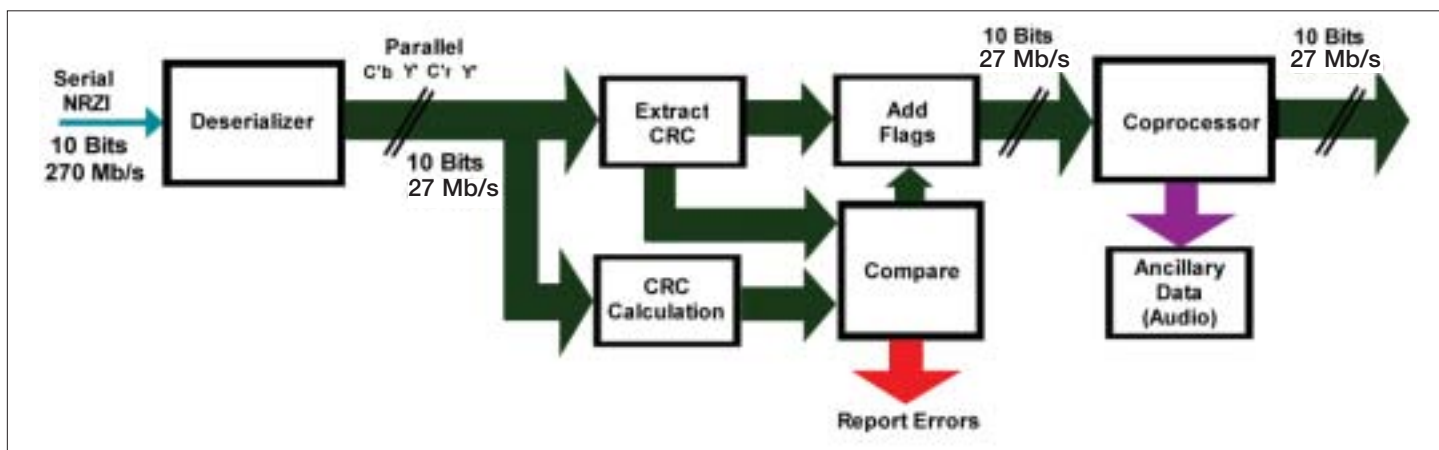 Serial
NRZI
10 Bits
270 Mb/s
Deserializer
Parallel
C'b Y' C'r Y'
10 Bits
27 Mb/s
Extract
CRC
CRC
Calculation
Add
Flags
Compare
Report Errors
10 Bits
27 Mb/s
Coprocessor
Ancillary
Data
(Audio)
10 Bits
27 Mb/s